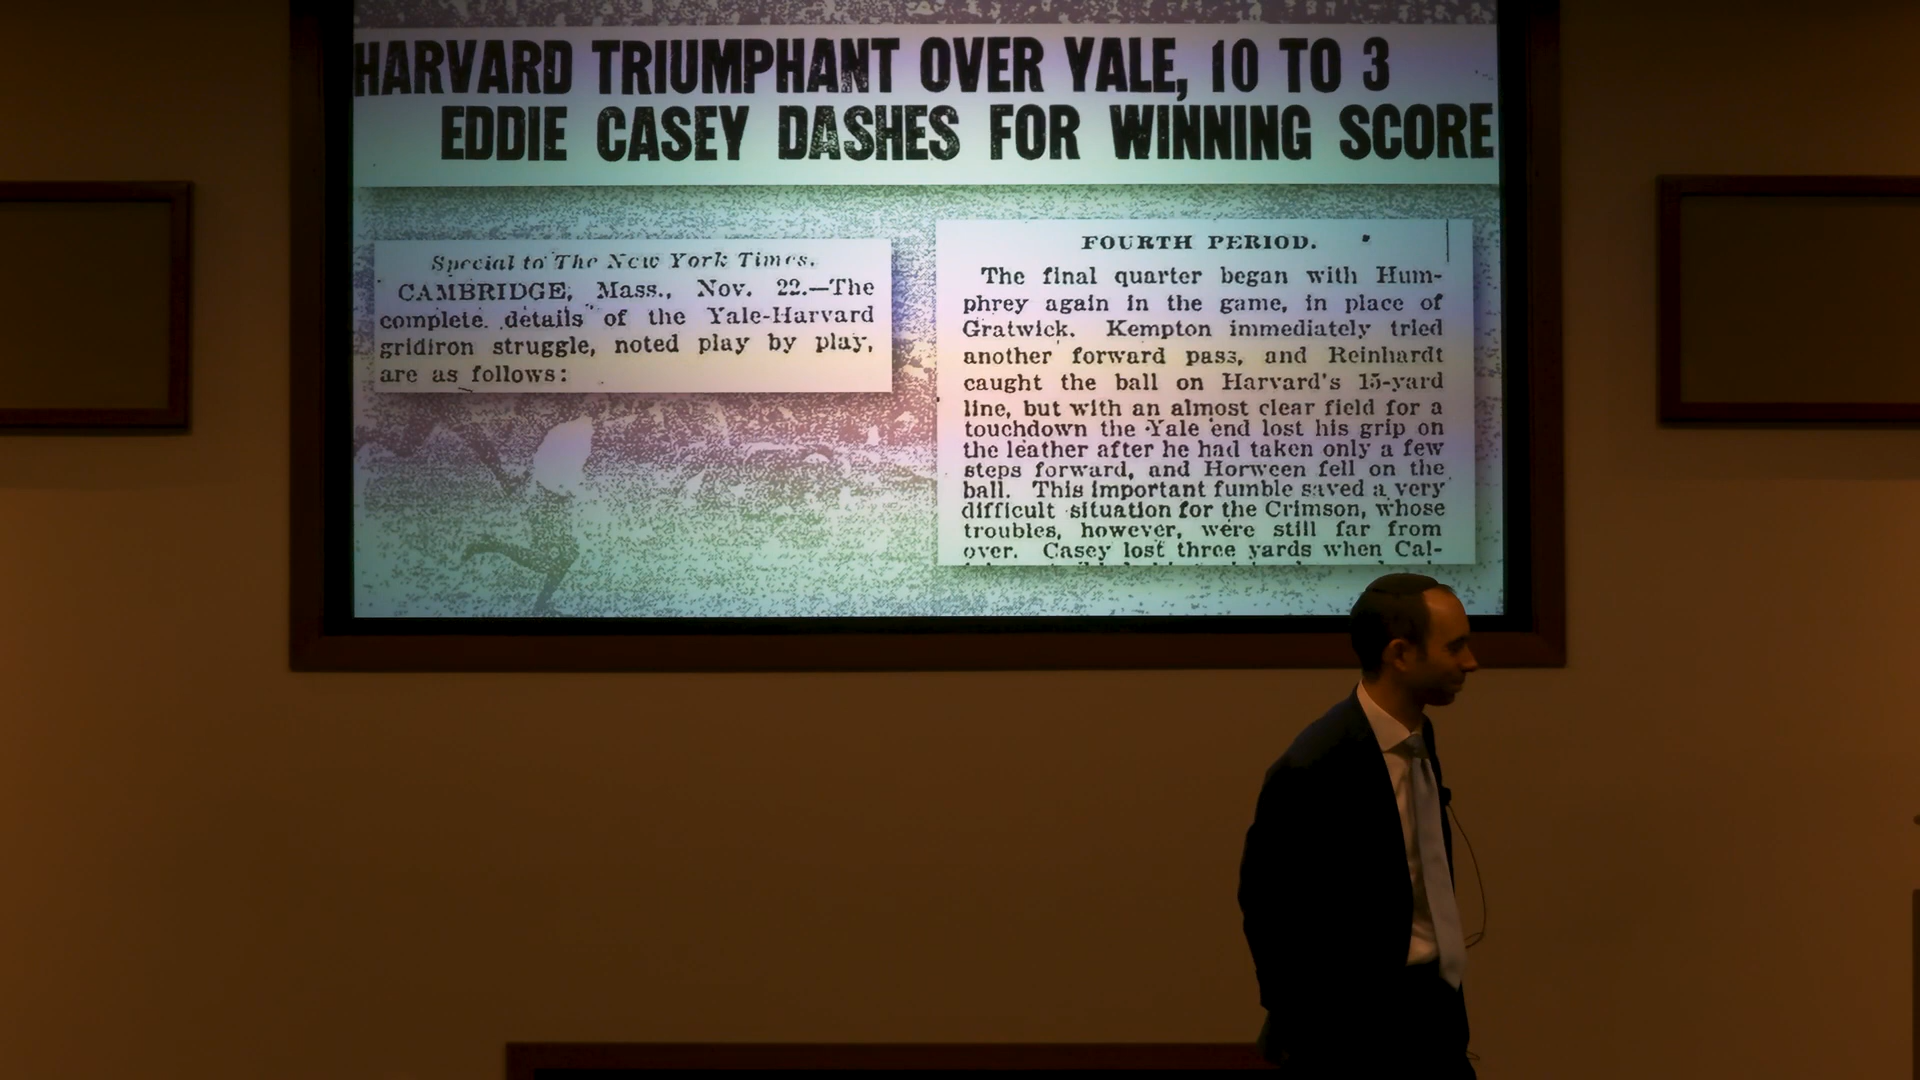 HARVARD TRIUMPHANT OVER YALE, 10 TO 3
EDDIE CASEY DASHES FOR WINNING SCORE
Special to The New York Times.
CAMBRIDGE, Mass., Nov. 22.—The
complete details of the Yale-Harvard
gridiron struggle, noted play by play,
are as follows:
FOURTH PERIOD.
The final quarter began with Hum-
phrey again in the game, in place of
Gratwick. Kempton immediately tried
another forward pass, and Reinhardt
caught the ball on Harvard's 15-yard
line, but with an almost clear field for a
touchdown the Yale end lost his grip on
the leather after he had taken only a few
steps forward, and Horween fell on the
ball. This important fumble saved a very
difficult situation for the Crimson, whose
troubles, however, were still far from
over. Casey lost three yards when Cal-